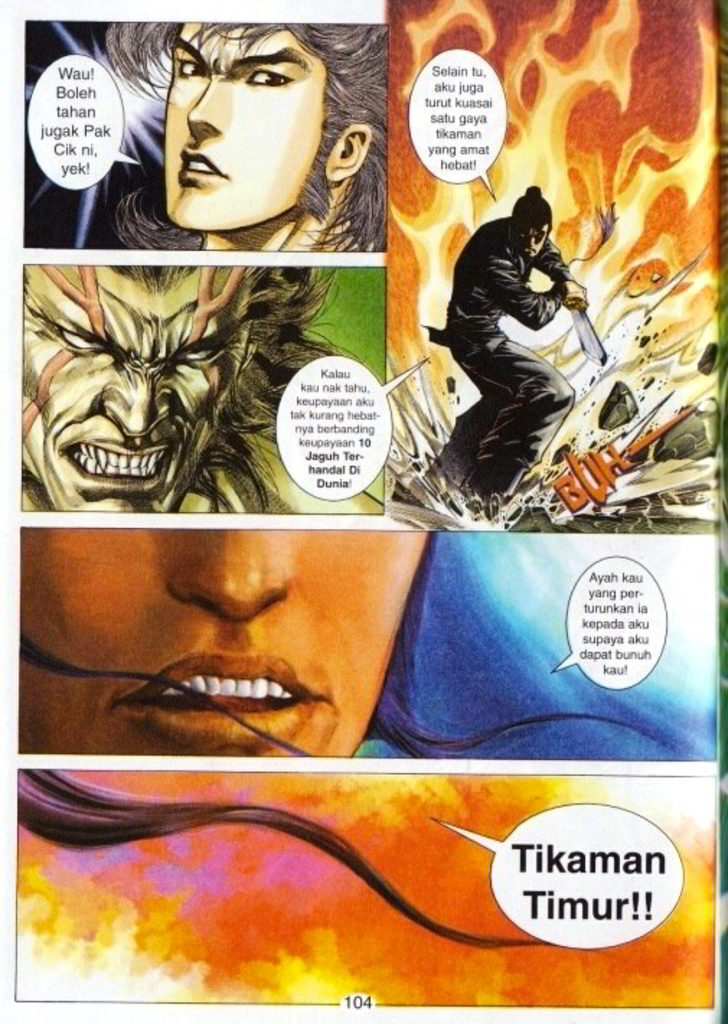 Wau!
Boleh
tahan
jugak Pak
Cik ni,
yek!
Kalau
kau nak tahu,
keupayaan aku
tak kurang hebat-
nya berbanding
keupayaan 10
Jaguh Ter-
handal Di
Dunia!
Selain tu,
aku juga
turut kuasai
satu gaya
tikaman
yang amat
hebat!
BUH
Ayah kau
yang per-
turunkan ia
kepada aku
supaya aku
dapat bunuh
kau!
Tikaman
Timur!!
104